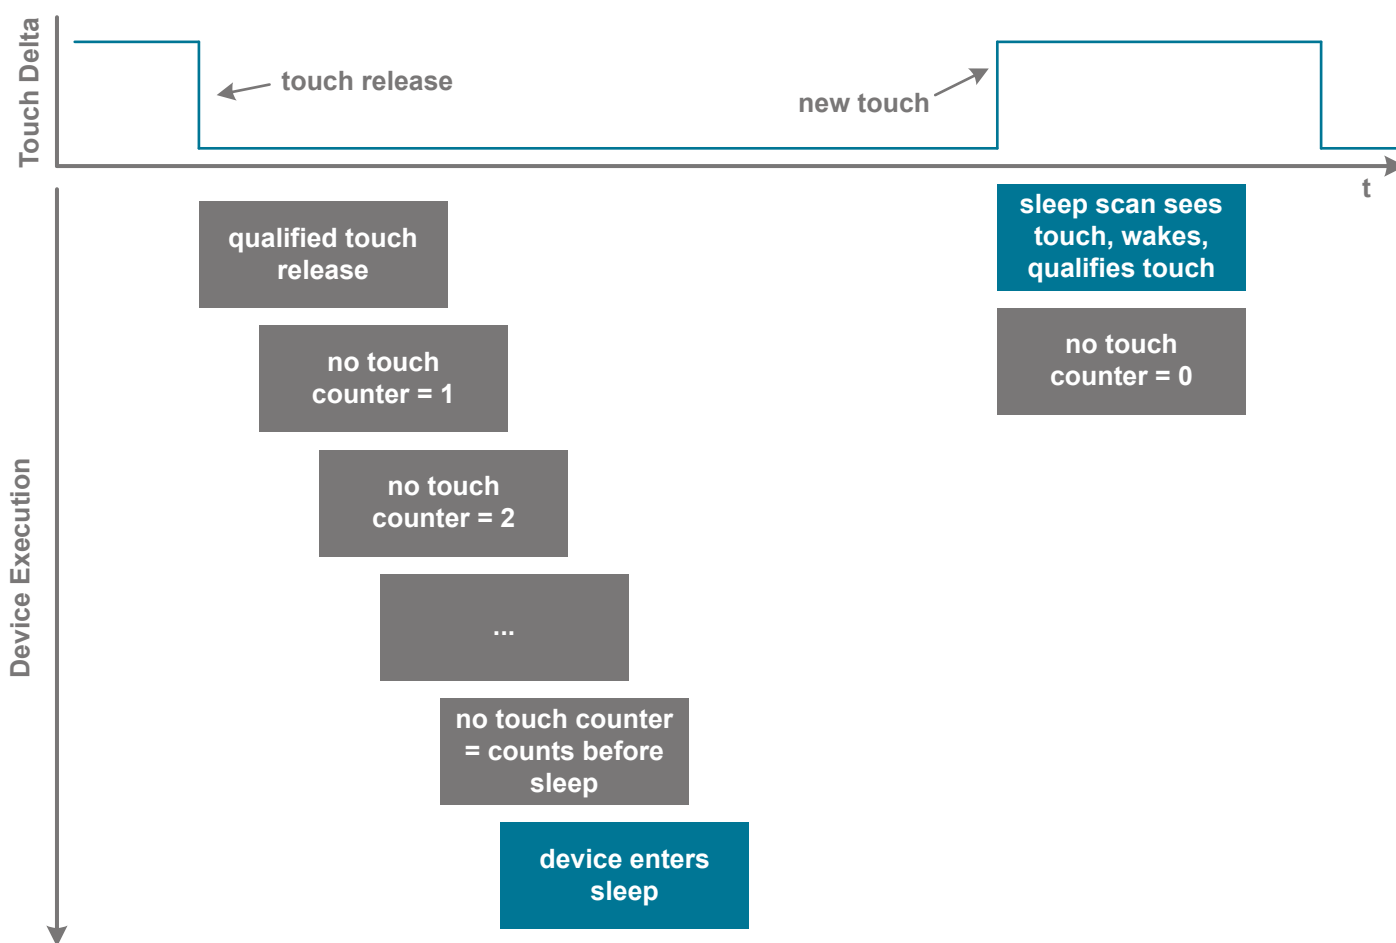 Touch Delta
touch release
new touch
t
Device Execution
qualified touch
release
no touch
counter = 1
no touch
counter = 2
...
no touch counter
= counts before
sleep
device enters
sleep
sleep scan sees
touch, wakes,
qualifies touch
no touch
counter = 0